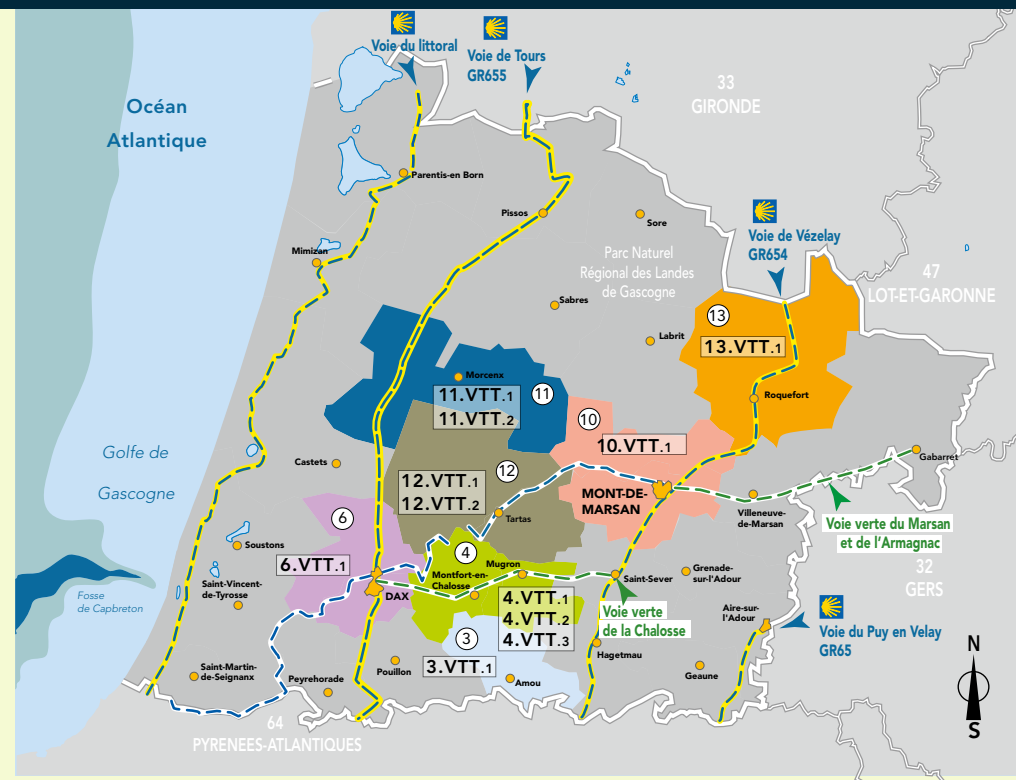 Voie du littoral
Voie de Tours
GR655
33
GIRONDE
Océan
Atlantique
Parentis-en Born
Pissos
Sore
Voie de Vézelay
GR654
Mimizan
Parc Naturel
Régional des Landes
de Gascogne
47
LOT-ET-GARONNE
Sabres
13
13.VTT.1
Labrit
Morcenx
11
11.VTT.1
11.VTT.2
Roquefort
10
10.VTT.1
Golfe de
Gascogne
Castets
12
12.VTT.1
12.VTT.2
Gabarret
MONT-DE-
MARSAN
Villeneuve-
de-Marsan
Tartas
6
Voie verte du Marsan
et de l'Armagnac
Soustons
4
6.VTT.1
Mugron
Montfort-en-
Chalosse
Saint-Sever
Grenade-
sur-l'Adour
32
GERS
Saint-Vincent-
de-Tyrosse
Fosse
de Capbreton
DAX
4.VTT.1
4.VTT.2
4.VTT.3
Voie verte
de la Chalosse
Aire-sur-
l'Adour
Voie du Puy en Velay
GR65
3
3.VTT.1
Hagetmau
N
Saint-Martin-
de-Seignanx
Pouillon
Peyrehorade
Amou
Geaune
S
64
PYRENEES-ATLANTIQUES